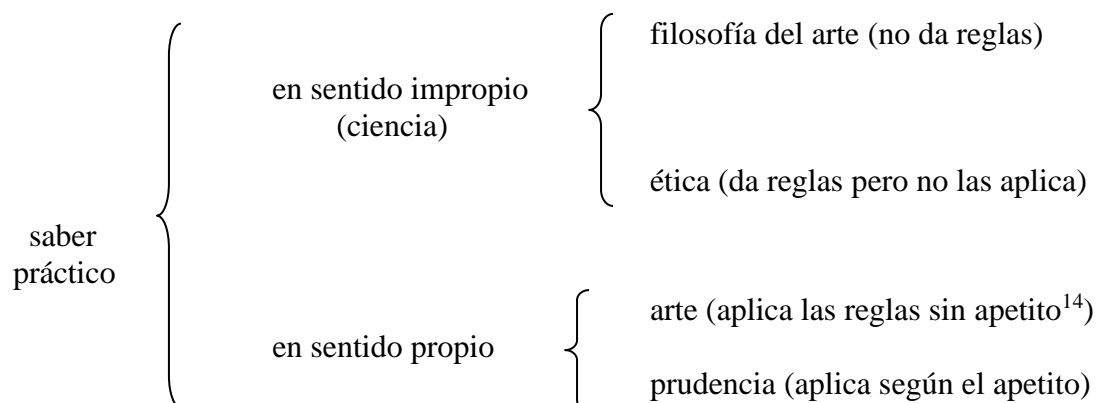 saber
práctico
en sentido impropio
(ciencia)
filosofía del arte (no da reglas)
ética (da reglas pero no las aplica)
en sentido propio
arte (aplica las reglas sin apetito14)
prudencia (aplica según el apetito)